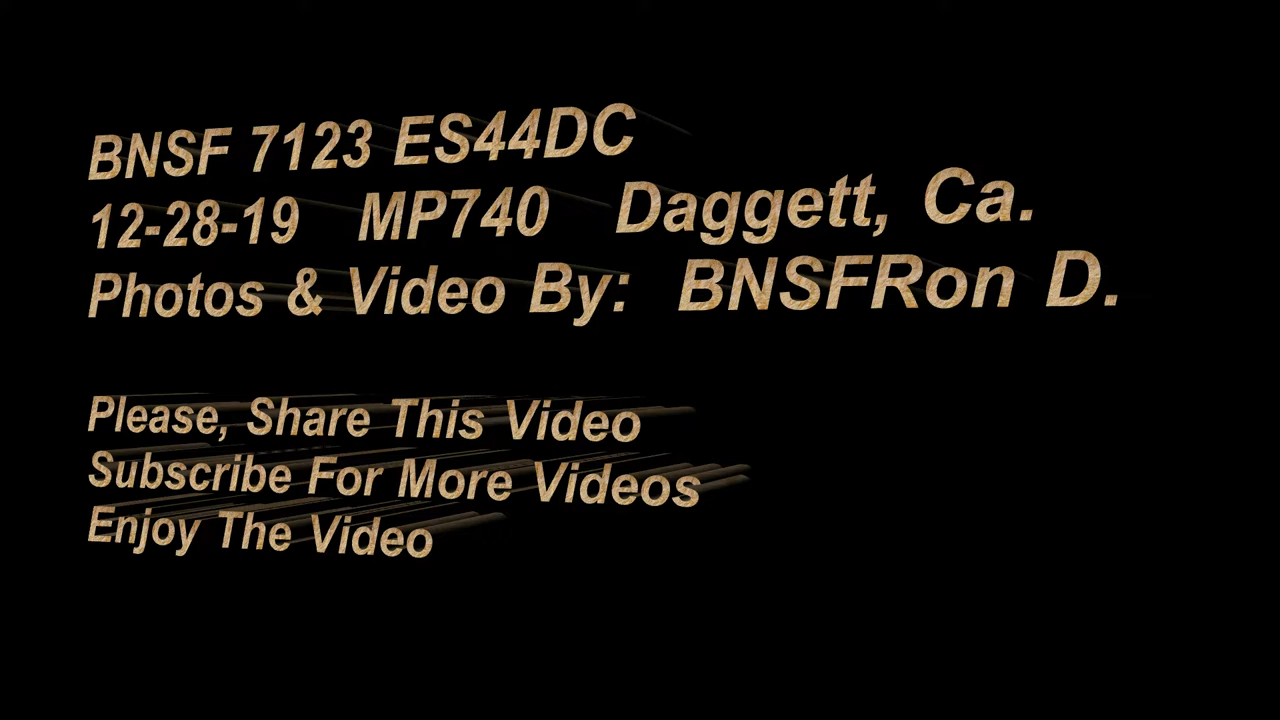 BNSF 7123 ES44DC
12-28-19 MP740 Daggett, Ca.
Photos & Video By: BNSFRon D.
Please, Share This Video
Subscribe For More Videos
Enjoy The Video